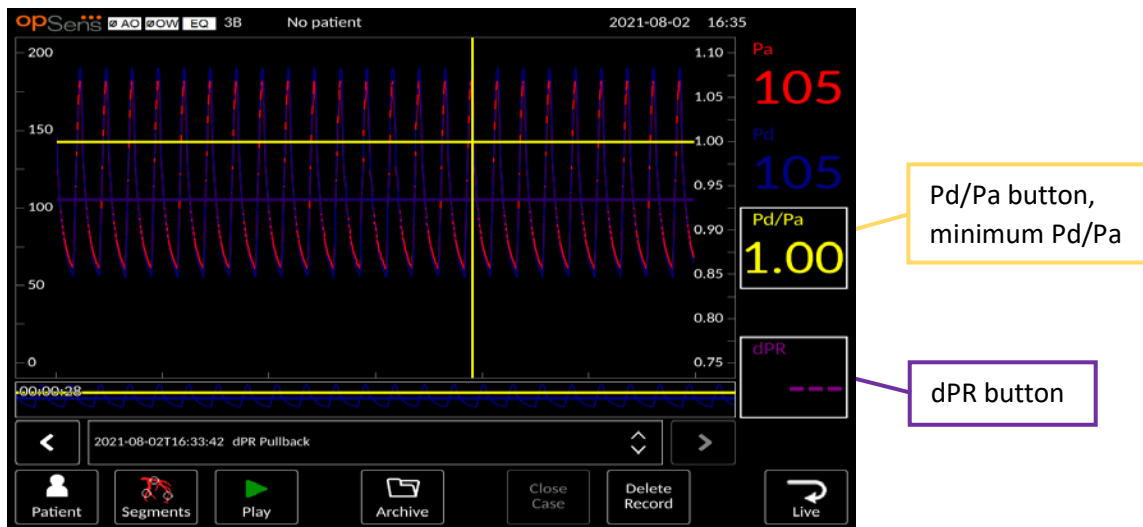 opSens ØAO ØOW EQ 3B No patient 2021-08-02 16:35
200
150
100
50
0
1.10
1.05
1.00
0.95
0.90
0.85
0.80
0.75
Pa
105
Pd
105
Pd/Pa
1.00
dPR
---
Pd/Pa button,
minimum Pd/Pa
dPR button
00:00:28
2021-08-02T16:33:42 dPR Pullback
Patient
Segments
Play
Archive
Close
Case
Delete
Record
Live